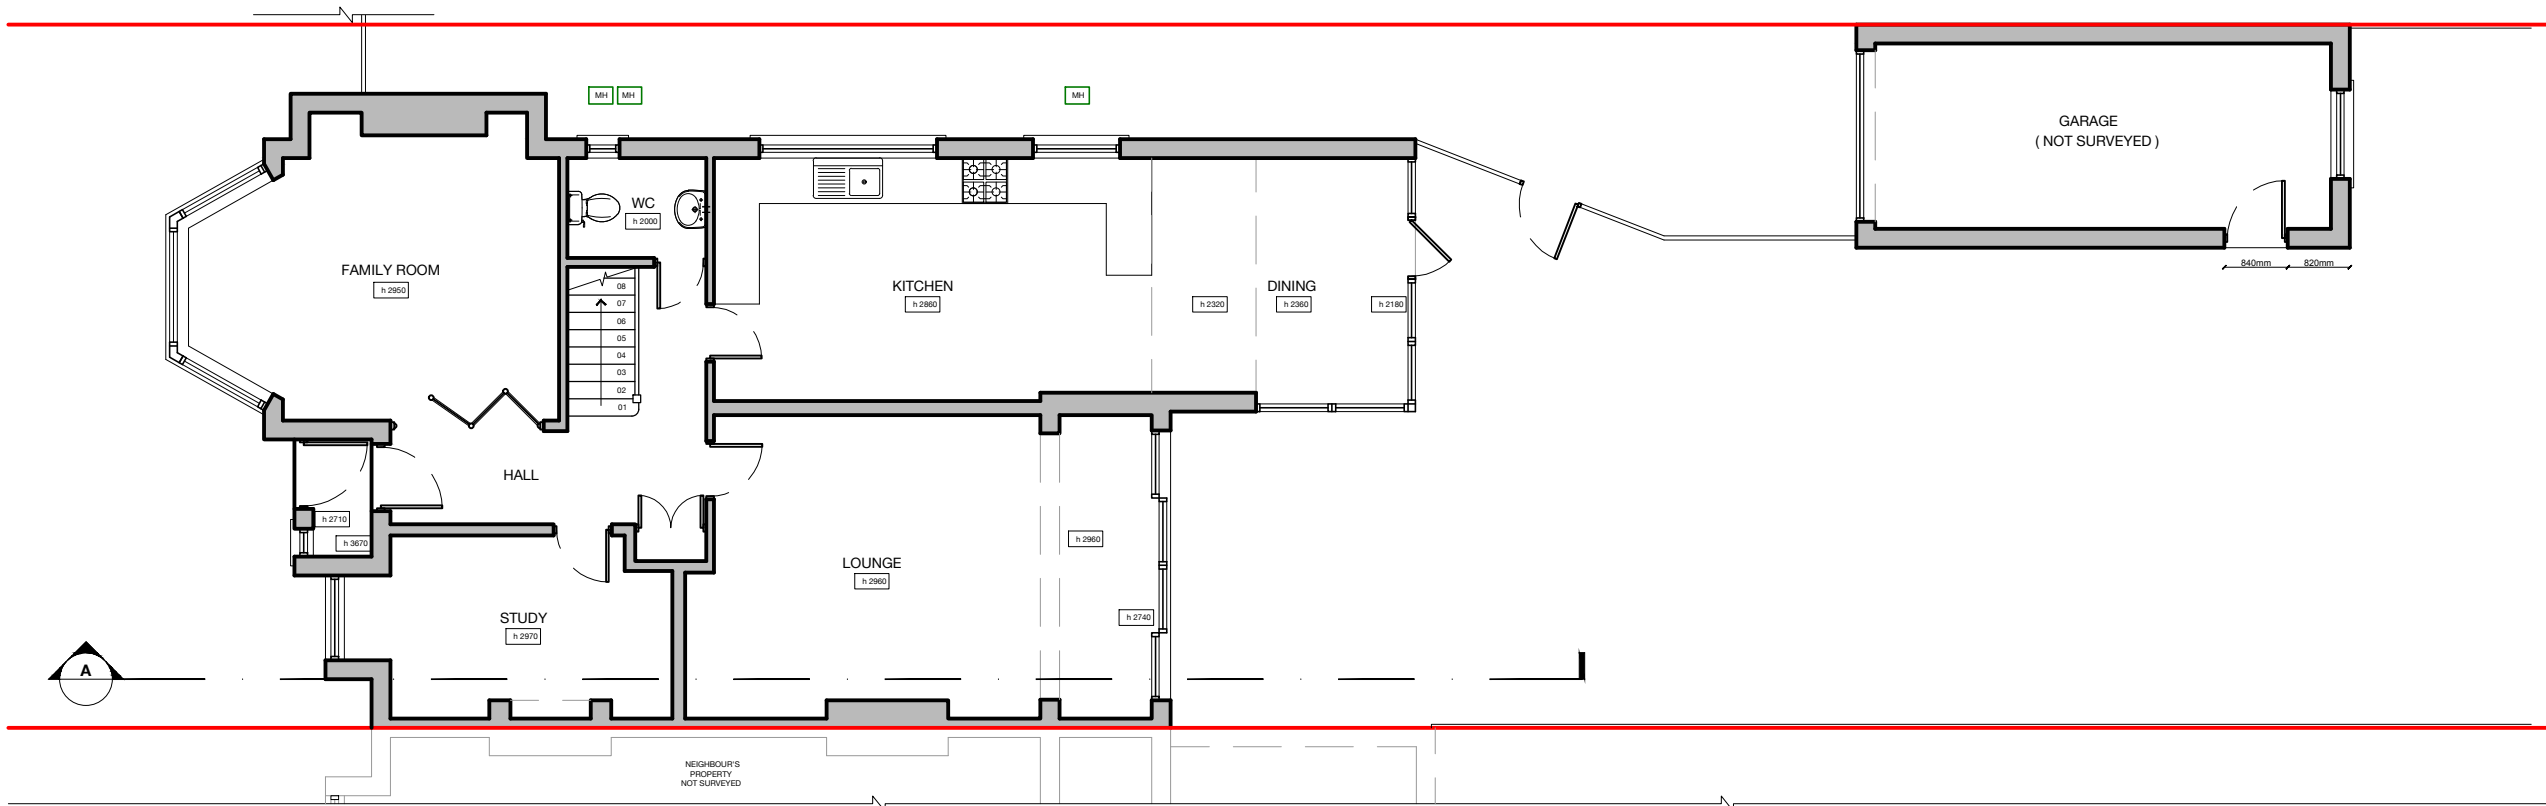 MH
MH
MH
GARAGE
( NOT SURVEYED )
840mm
820mm
WC
h 2000
FAMILY ROOM
h 2950
08
07
06
05
04
03
02
01
KITCHEN
h 2860
h 2320
DINING
h 2360
h 2180
HALL
h 2710
h 3670
LOUNGE
h 2960
h 2960
h 2740
STUDY
h 2970
A
NEIGHBOUR'S
PROPERTY
NOT SURVEYED